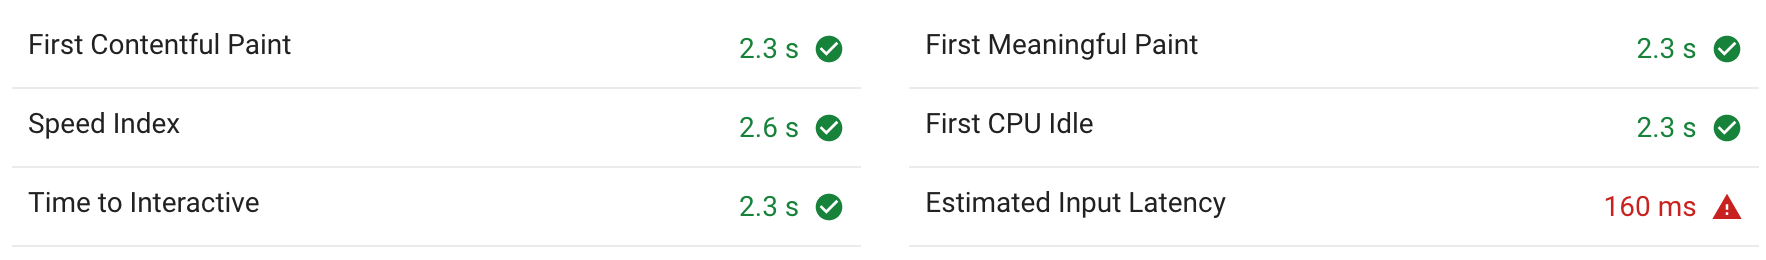 First Contentful Paint 2.3 s
First Meaningful Paint 2.3 s
Speed Index 2.6 s
First CPU Idle 2.3 s
Time to Interactive 2.3 s
Estimated Input Latency 160 ms